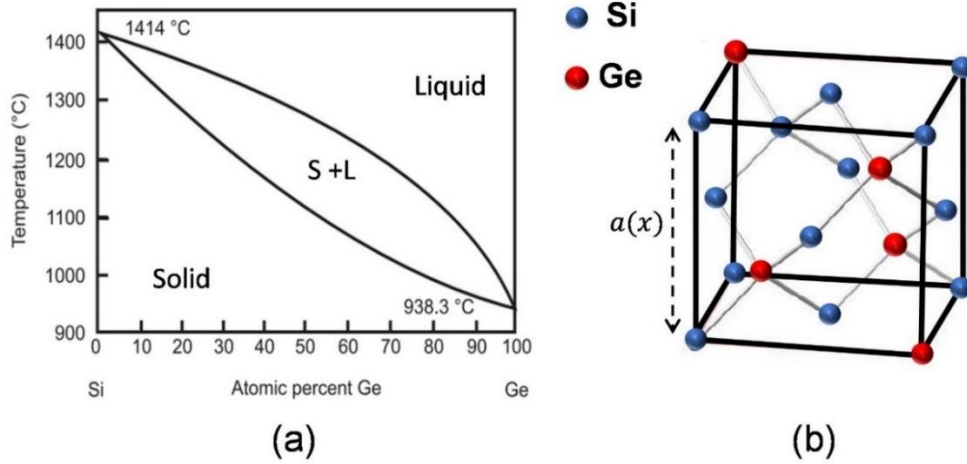 1414 °C
Liquid
S +L
Solid
938.3 °C
Temperature (°C)
1400
1300
1200
1100
1000
900
0 10 20 30 40 50 60 70 80 90 100
Si Atomic percent Ge Ge
(a)
Si
Ge
a(x)
(b)